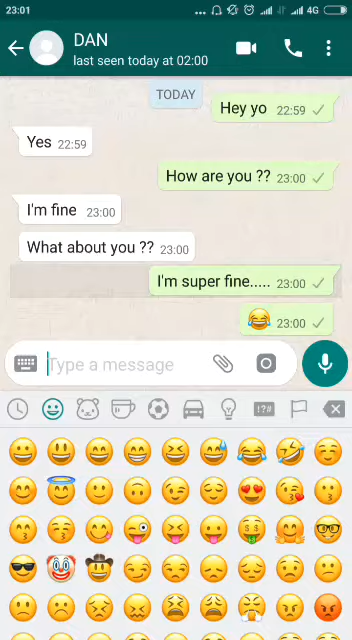 23:01
4G
DAN
last seen today at 02:00
TODAY
Hey yo 22:59
Yes 22:59
How are you ?? 23:00
I'm fine 23:00
What about you ?? 23:00
I'm super fine..... 23:00
😂 23:00
Type a message
!?#